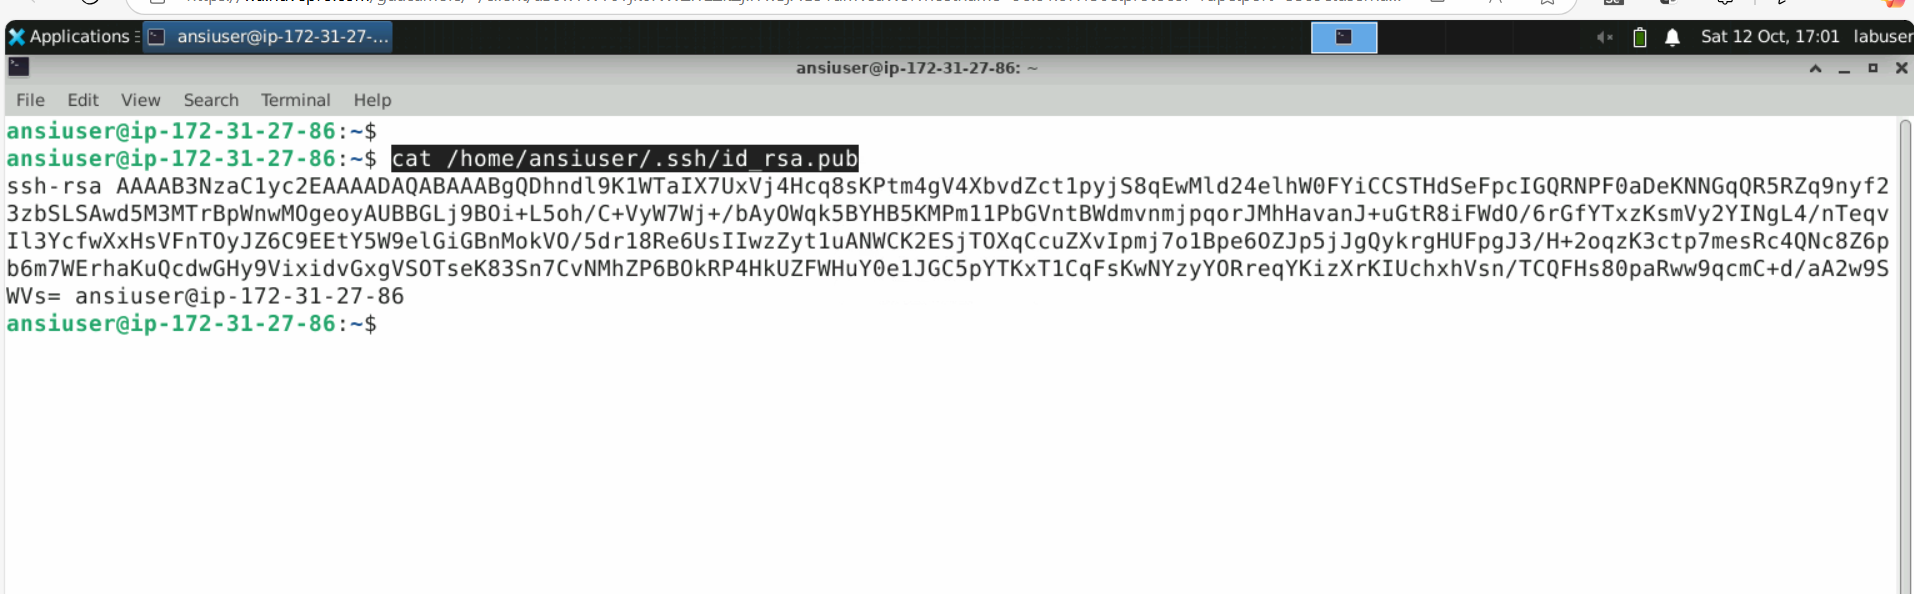 Applications
ansiuser@ip-172-31-27-...
Sat 12 Oct, 17:01 labuser
ansiuser@ip-172-31-27-86: ~
File Edit View Search Terminal Help
ansiuser@ip-172-31-27-86:~$
ansiuser@ip-172-31-27-86:~$ cat /home/ansiuser/.ssh/id_rsa.pub
ssh-rsa AAAAB3NzaC1yc2EAAAADAQABAAABgQDhndl9K1WTaIX7UxVj4Hcq8sKPtm4gV4XbvdZct1pyjS8qEwMld24elhW0FYiCCSTHdSeFpcIGQRNPF0aDeKNNGqQR5RZq9nyf2
3zbSLSAwd5M3MTrBpWnwMOgeoyAUBBGLj9BOi+L5oh/C+VyW7Wj+/bAyOWqk5BYHB5KMPm11PbGVntBWdmvnmjpqorJMhHavanJ+uGtR8iFWdO/6rGfYTxzKsmVy2YINgL4/nTeqv
Il3YcfwXxHsVFnTOyJZ6C9EEtY5W9elGiGBnMokVO/5dr18Re6UsIIwzZyt1uANWCK2ESjTOXqCcuZXvIpmj7o1Bpe6OZJp5jJgQykrgHUFpgJ3/H+2oqzK3ctp7mesRc4QNc8Z6p
b6m7WErhaKuQcdwGHy9VixidvGxgVSOTseK83Sn7CvNMhZP6BOkRP4HkUZFWHuY0e1JGC5pYTKxT1CqFsKwNYzyYORreqYKizXrKIUchxhVsn/TCQFHs80paRww9qcmC+d/aA2w9S
WVs= ansiuser@ip-172-31-27-86
ansiuser@ip-172-31-27-86:~$